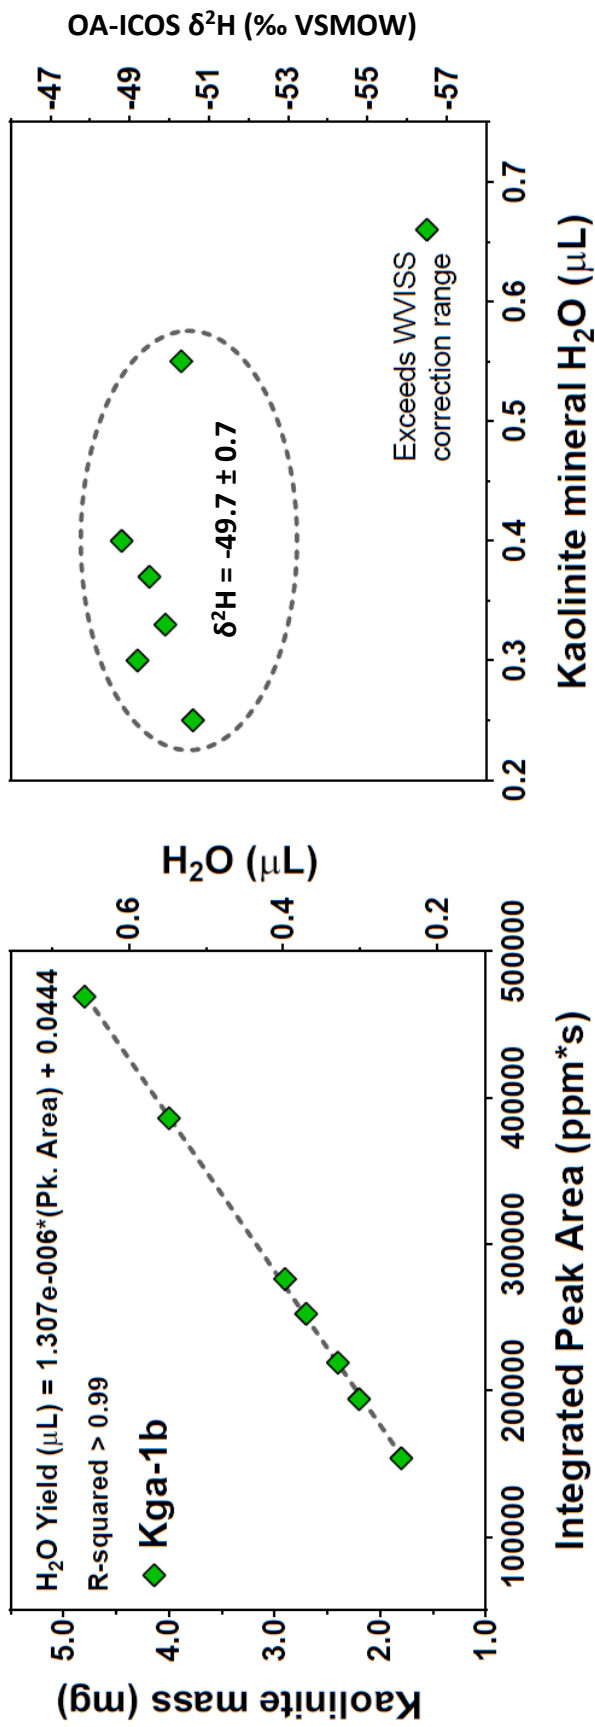 H₂O Yield (μL) = 1.307e-006*(Pk. Area) + 0.0444
R-squared > 0.99
Kga-1b
Kaolinite mass (mg)
5.0
4.0
3.0
2.0
1.0
H₂O (μL)
0.6
0.4
0.2
100000
200000
300000
400000
500000
Integrated Peak Area (ppm*s)
δ²H = -49.7 ± 0.7
Exceeds WVISS
correction range
0.2
0.3
0.4
0.5
0.6
0.7
Kaolinite mineral H₂O (μL)
-47
-49
-51
-53
-55
-57
OA-ICOS δ²H (‰ VSMOW)